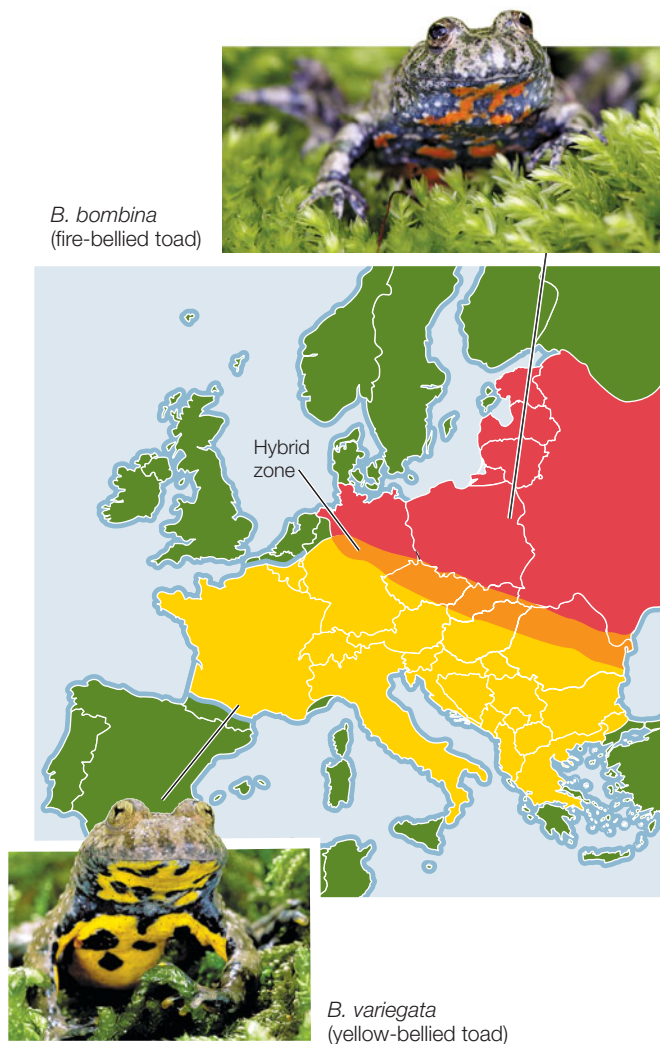 B. bombina
(fire-bellied toad)
Hybrid
zone
B. variegata
(yellow-bellied toad)